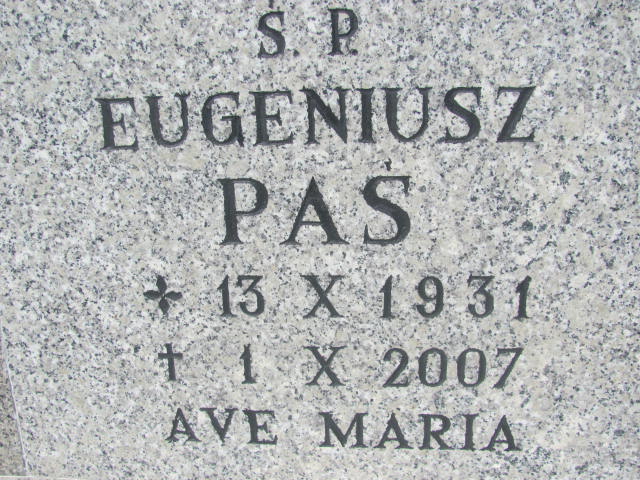 Ś. P.
EUGENIUSZ
PAŚ
✣ 13 X 1931
† 1 X 2007
AVE MARIA